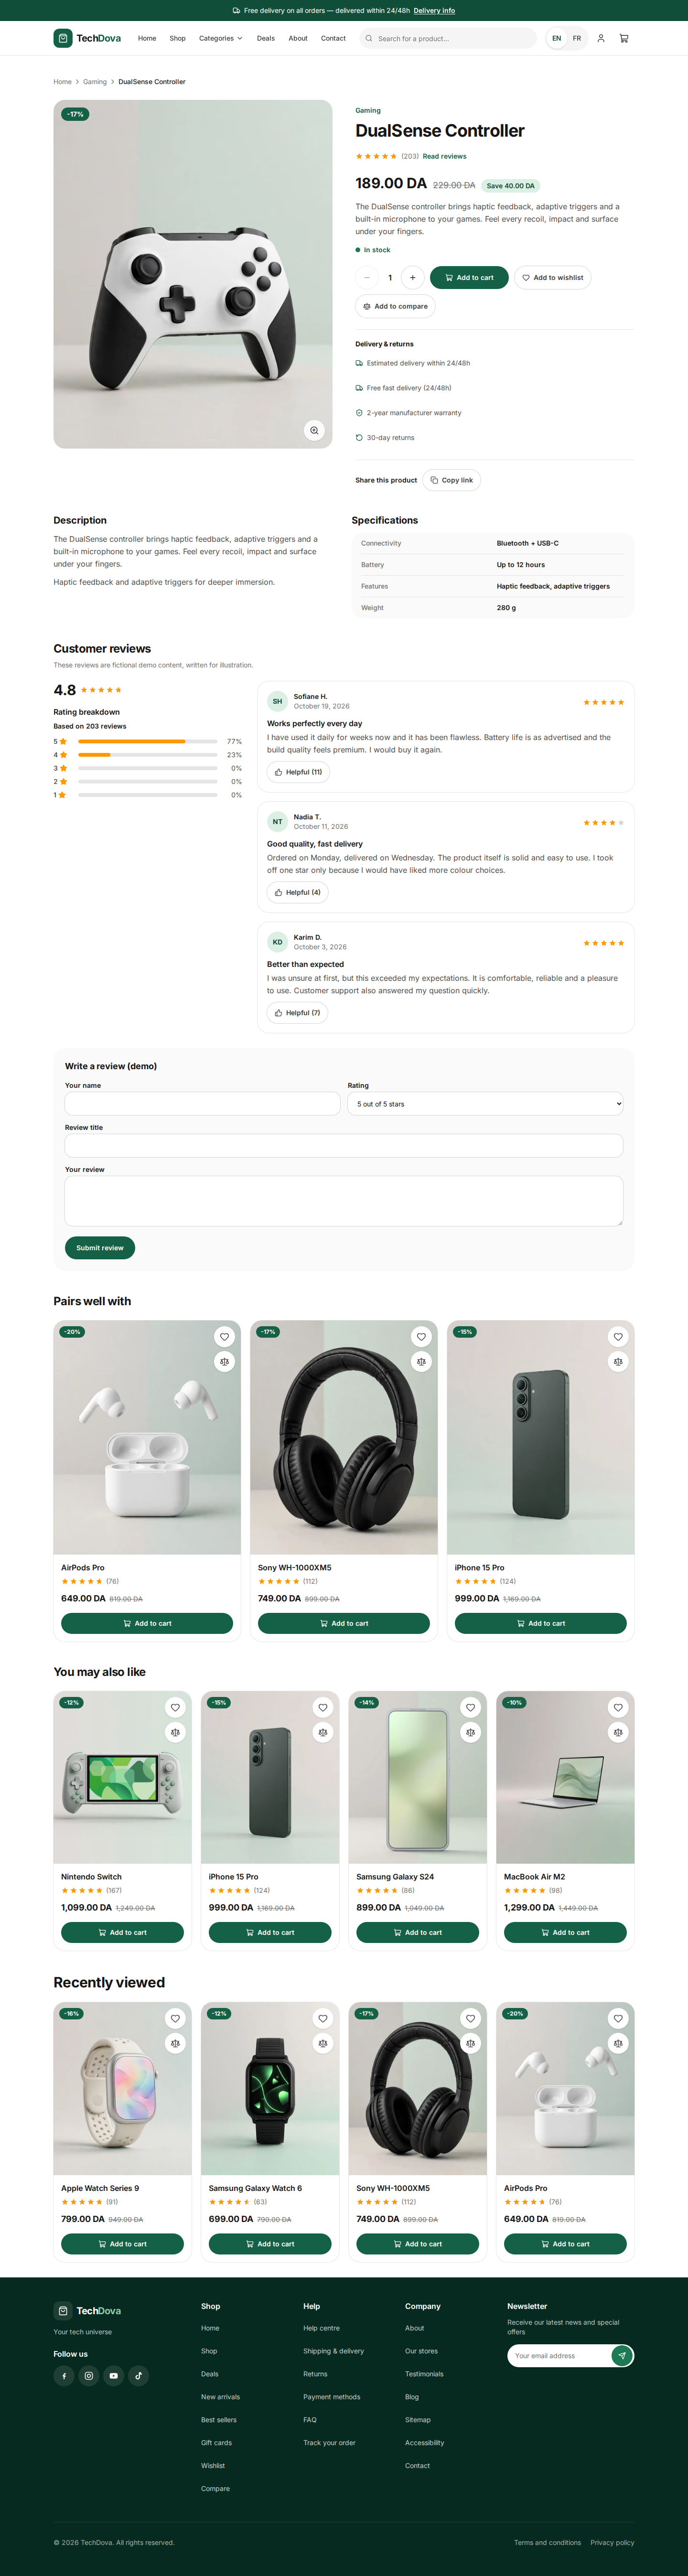 Free delivery on all orders — delivered within 24/48h Delivery info
TechDova
Home Shop Categories Deals About Contact Search for a product... EN FR
Home > Gaming > DualSense Controller
-17%
Gaming
DualSense Controller
(203) Read reviews
189.00 DA 229.00 DA Save 40.00 DA
The DualSense controller brings haptic feedback, adaptive triggers and a
built-in microphone to your games. Feel every recoil, impact and surface
under your fingers.
In stock
1 Add to cart Add to wishlist
Add to compare
Delivery & returns
Estimated delivery within 24/48h
Free fast delivery (24/48h)
2-year manufacturer warranty
30-day returns
Share this product Copy link
Description
The DualSense controller brings haptic feedback, adaptive triggers and a
built-in microphone to your games. Feel every recoil, impact and surface
under your fingers.
Haptic feedback and adaptive triggers for deeper immersion.
Specifications
Connectivity Bluetooth + USB-C
Battery Up to 12 hours
Features Haptic feedback, adaptive triggers
Weight 280 g
Customer reviews
These reviews are fictional demo content, written for illustration.
4.8
Rating breakdown
Based on 203 reviews
5 77%
4 23%
3 0%
2 0%
1 0%
SH Sofiane H.
October 19, 2026
Works perfectly every day
I have used it daily for weeks now and it has been flawless. Battery life is as advertised and the
build quality feels premium. I would buy it again.
Helpful (11)
NT Nadia T.
October 11, 2026
Good quality, fast delivery
Ordered on Monday, delivered on Wednesday. The product itself is solid and easy to use. I took
off one star only because I would have liked more colour choices.
Helpful (4)
KD Karim D.
October 3, 2026
Better than expected
I was unsure at first, but this exceeded my expectations. It is comfortable, reliable and a pleasure
to use. Customer support also answered my question quickly.
Helpful (7)
Write a review (demo)
Your name Rating
5 out of 5 stars
Review title
Your review
Submit review
Pairs well with
-20% -17% -15%
AirPods Pro Sony WH-1000XM5 iPhone 15 Pro
(76) (112) (124)
649.00 DA 819.00 DA 749.00 DA 899.00 DA 999.00 DA 1,169.00 DA
Add to cart Add to cart Add to cart
You may also like
-12% -15% -14% -10%
Nintendo Switch iPhone 15 Pro Samsung Galaxy S24 MacBook Air M2
(167) (124) (86) (98)
1,099.00 DA 1,249.00 DA 999.00 DA 1,169.00 DA 899.00 DA 1,049.00 DA 1,299.00 DA 1,449.00 DA
Add to cart Add to cart Add to cart Add to cart
Recently viewed
-16% -12% -17% -20%
Apple Watch Series 9 Samsung Galaxy Watch 6 Sony WH-1000XM5 AirPods Pro
(91) (63) (112) (76)
799.00 DA 949.00 DA 699.00 DA 790.00 DA 749.00 DA 899.00 DA 649.00 DA 819.00 DA
Add to cart Add to cart Add to cart Add to cart
TechDova
Your tech universe
Follow us
Shop
Home
Shop
Deals
New arrivals
Best sellers
Gift cards
Wishlist
Compare
Help
Help centre
Shipping & delivery
Returns
Payment methods
FAQ
Track your order
Company
About
Our stores
Testimonials
Blog
Sitemap
Accessibility
Contact
Newsletter
Receive our latest news and special
offers
Your email address
© 2026 TechDova. All rights reserved.
Terms and conditions Privacy policy